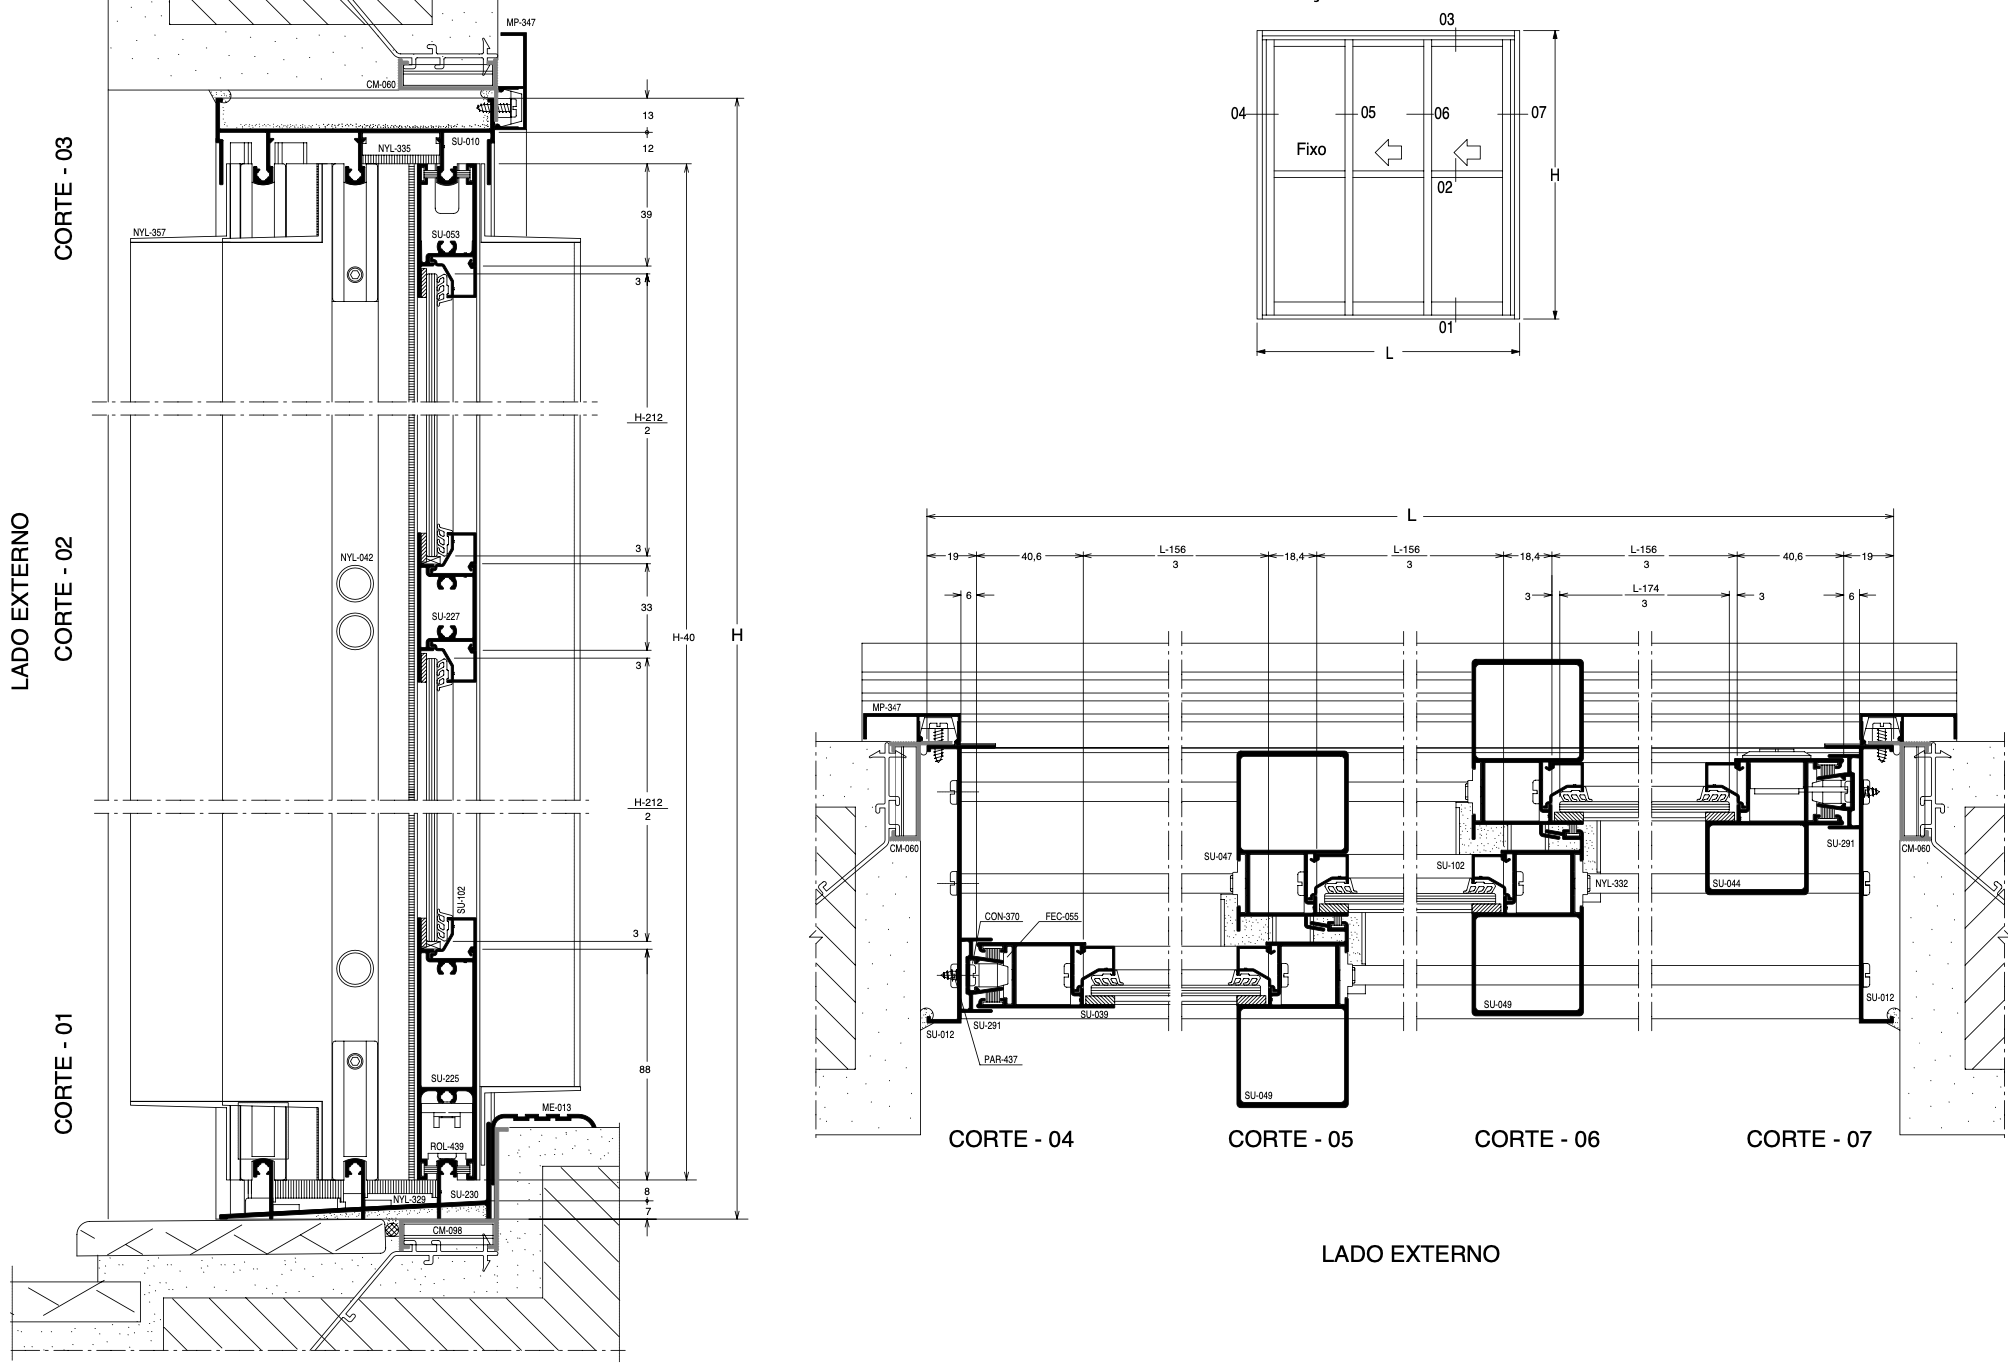 MP-347
CM-060
13
12
NYL-335
SU-010
CORTE - 03
39
NYL-357
SU-053
3
H-212
2
LADO EXTERNO
CORTE - 02
NYL-042
3
33
SU-227
3
H-40
H
H-212
2
SU-102
3
CORTE - 01
SU-225
88
ME-013
ROL-439
NYL-329
SU-230
8
7
CM-098
03
04
05
06
07
Fixo
02
H
01
L
L
19
40,6
L-156
3
18,4
L-156
3
18,4
L-156
3
40,6
19
6
3
L-174
3
3
6
MP-347
CM-060
SU-047
SU-102
NYL-332
SU-044
SU-291
CM-060
CON-370
FEC-055
SU-012
SU-291
SU-039
PAR-437
SU-049
SU-049
SU-012
CORTE - 04
CORTE - 05
CORTE - 06
CORTE - 07
LADO EXTERNO